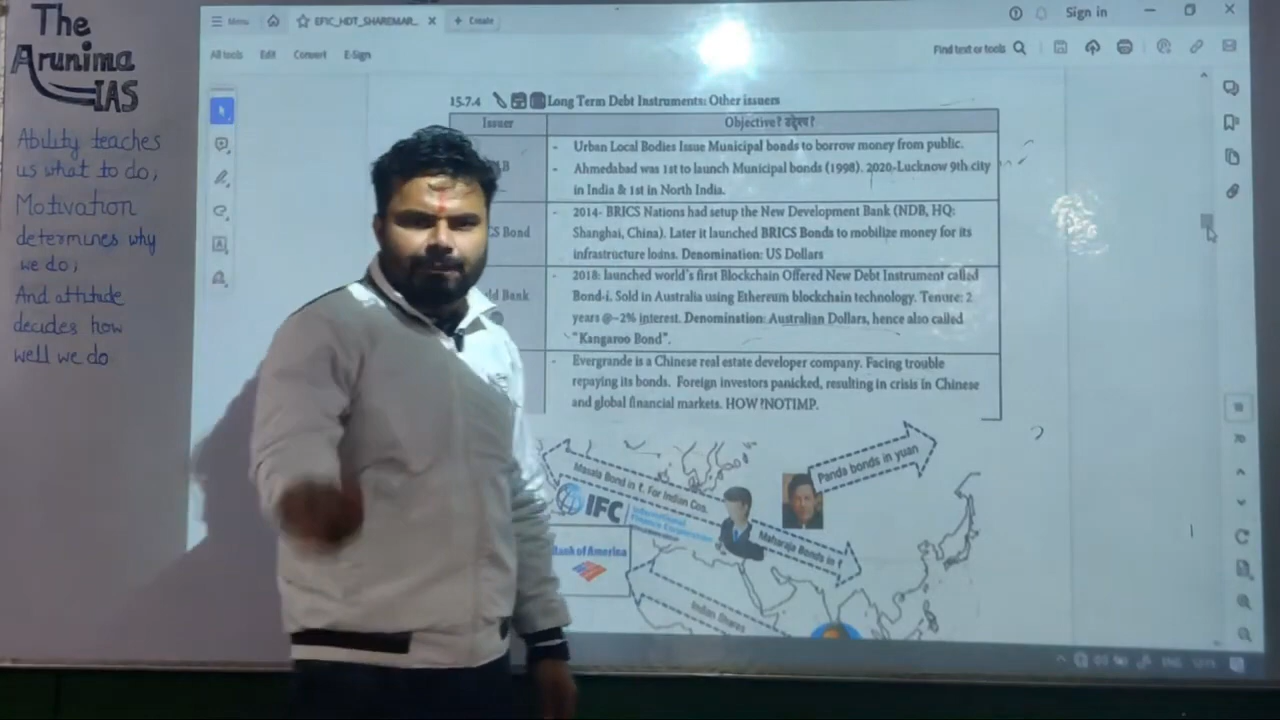 The
Arunima
IAS
Ability teaches
us what to do,
Motivation
determines why
we do,
And attitude
decides how
well we do
Menu
EFIC_HDT_SHAREMAR...
+ Create
Sign in
All tools Edit Convert E-Sign
Find text or tools
15.7.4 Long Term Debt Instruments: Other issuers
Issuer
Objective? उद्देश्य?
LB
- Urban Local Bodies Issue Municipal bonds to borrow money from public.
- Ahmedabad was 1st to launch Municipal bonds (1998). 2020-Lucknow 9th city
in India & 1st in North India.
CS Bond
- 2014- BRICS Nations had setup the New Development Bank (NDB, HQ:
Shanghai, China). Later it launched BRICS Bonds to mobilize money for its
infrastructure loans. Denomination: US Dollars
ld Bank
- 2018: launched world's first Blockchain Offered New Debt Instrument called
Bond-i. Sold in Australia using Ethereum blockchain technology. Tenure: 2
years @~2% interest. Denomination: Australian Dollars, hence also called
"Kangaroo Bond".
- Evergrande is a Chinese real estate developer company. Facing trouble
repaying its bonds. Foreign investors panicked, resulting in crisis in Chinese
and global financial markets. HOW?NOTIMP.
Panda bonds in yuan
Masala Bond in ₹. For Indian Cos.
IFC
International
Finance Corporation
Maharaja Bonds in ₹
Bank of America
Indian Shares
ENG